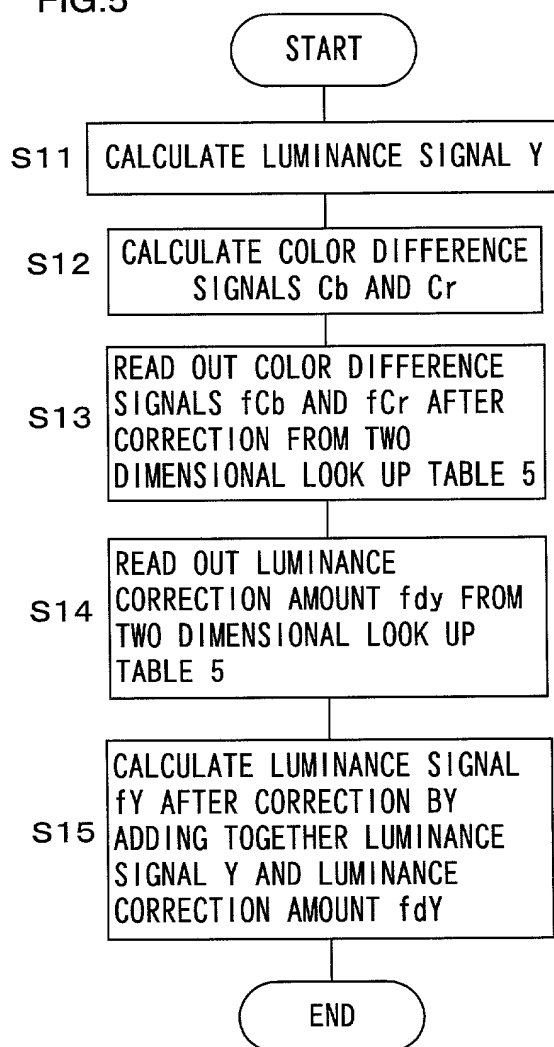 FIG.5
START
S11
CALCULATE LUMINANCE SIGNAL Y
S12
CALCULATE COLOR DIFFERENCE
SIGNALS Cb AND Cr
S13
READ OUT COLOR DIFFERENCE
SIGNALS fCb AND fCr AFTER
CORRECTION FROM TWO
DIMENSIONAL LOOK UP TABLE 5
S14
READ OUT LUMINANCE
CORRECTION AMOUNT fdy FROM
TWO DIMENSIONAL LOOK UP
TABLE 5
S15
CALCULATE LUMINANCE SIGNAL
fY AFTER CORRECTION BY
ADDING TOGETHER LUMINANCE
SIGNAL Y AND LUMINANCE
CORRECTION AMOUNT fdY
END